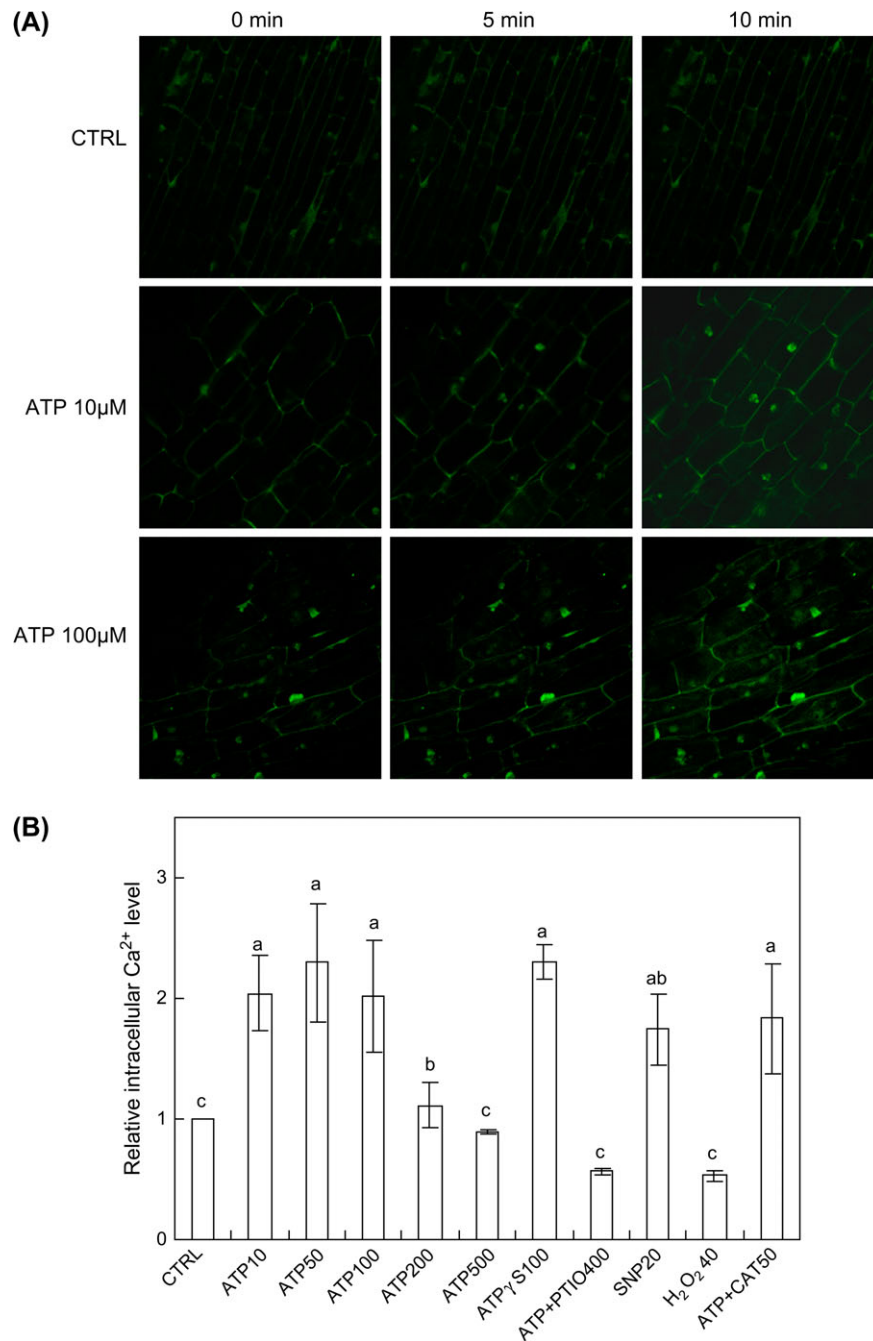 (A)
0 min 5 min 10 min
CTRL
ATP 10µM
ATP 100µM
(B)
Relative intracellular Ca²⁺ level
3
2
1
0
c a a a b c a c ab c a
CTRL ATP10 ATP50 ATP100 ATP200 ATP500 ATPγS100 ATP+PTIO400 SNP20 H₂O₂ 40 ATP+CAT50